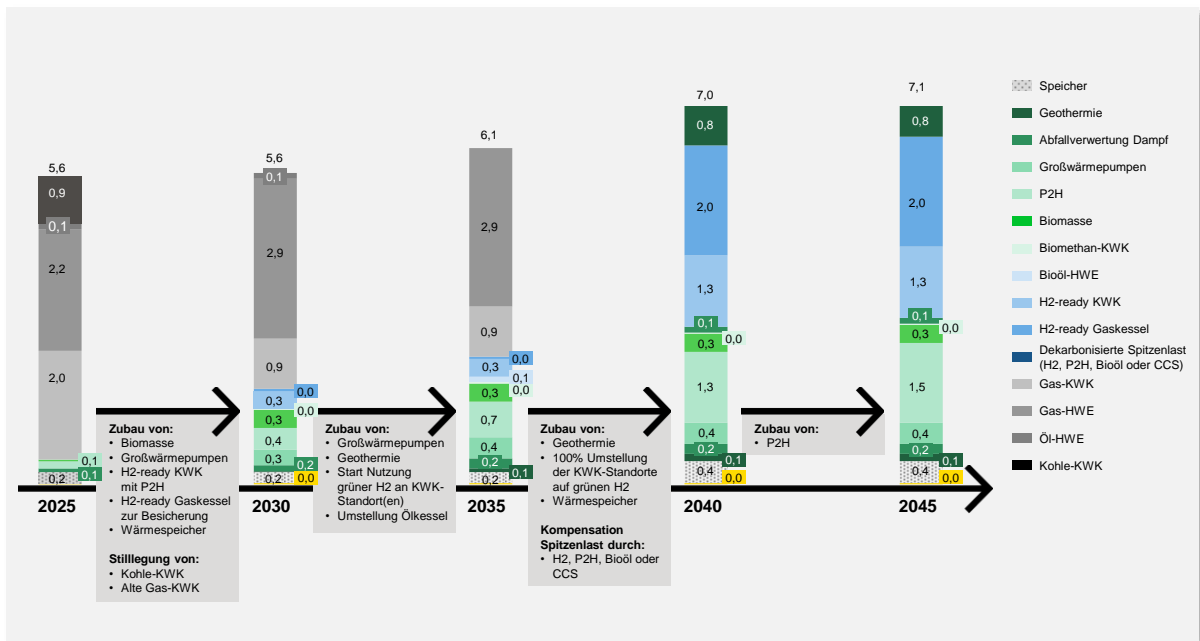 5,6
0,9
0,1
2,2
2,0
0,1
0,1
0,2
2025
Zubau von:
• Biomasse
• Großwärmepumpen
• H2-ready KWK
mit P2H
• H2-ready Gaskessel
zur Besicherung
• Wärmespeicher
Stilllegung von:
• Kohle-KWK
• Alte Gas-KWK
5,6
0,1
2,9
0,9
0,0
0,3
0,0
0,3
0,4
0,3
0,2
0,2
0,0
2030
Zubau von:
• Großwärmepumpen
• Geothermie
• Start Nutzung
grüner H2 an KWK-
Standort(en)
• Umstellung Ölkessel
6,1
2,9
0,9
0,0
0,3
0,1
0,3
0,0
0,7
0,4
0,2
0,1
0,2
2035
Zubau von:
• Geothermie
• 100% Umstellung
der KWK-Standorte
auf grünen H2
• Wärmespeicher
Kompensation
Spitzenlast durch:
• H2, P2H, Bioöl oder
CCS
7,0
0,8
2,0
1,3
0,1
0,0
0,3
1,3
0,4
0,2
0,1
0,4
0,0
2040
Zubau von:
• P2H
7,1
0,8
2,0
1,3
0,1
0,0
0,3
1,5
0,4
0,2
0,1
0,4
0,0
2045
Speicher
Geothermie
Abfallverwertung Dampf
Großwärmepumpen
P2H
Biomasse
Biomethan-KWK
Bioöl-HWE
H2-ready KWK
H2-ready Gaskessel
Dekarbonisierte Spitzenlast
(H2, P2H, Bioöl oder CCS)
Gas-KWK
Gas-HWE
Öl-HWE
Kohle-KWK